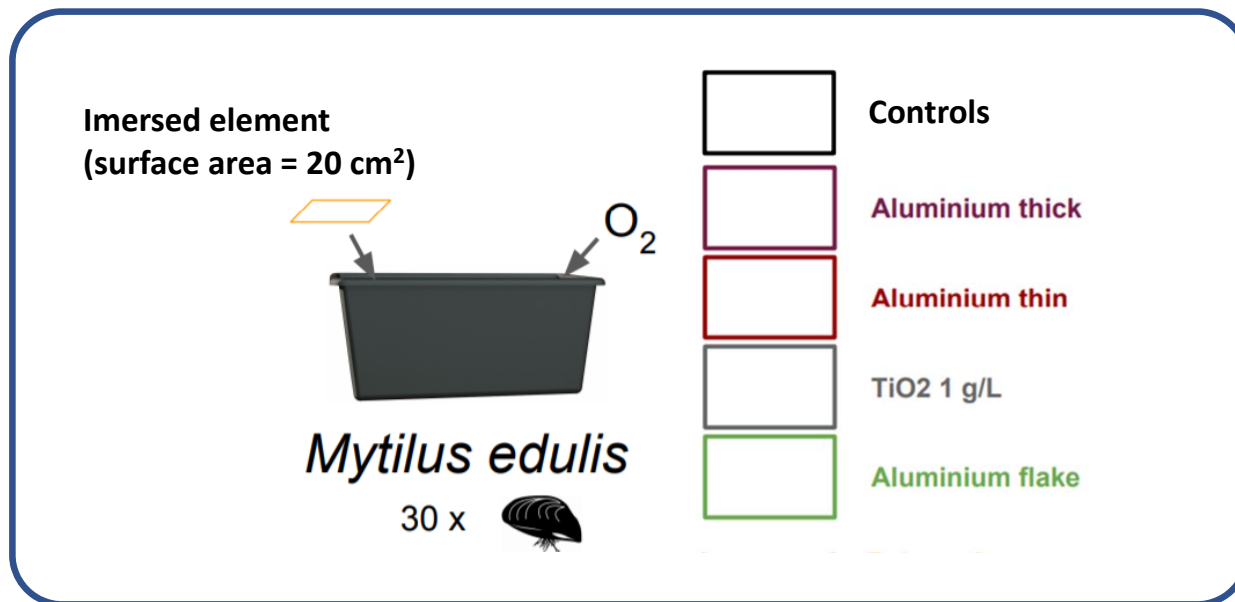 Imersed element
(surface area = 20 cm²)
O₂
Mytilus edulis
30 x
Controls
Aluminium thick
Aluminium thin
TiO2 1 g/L
Aluminium flake